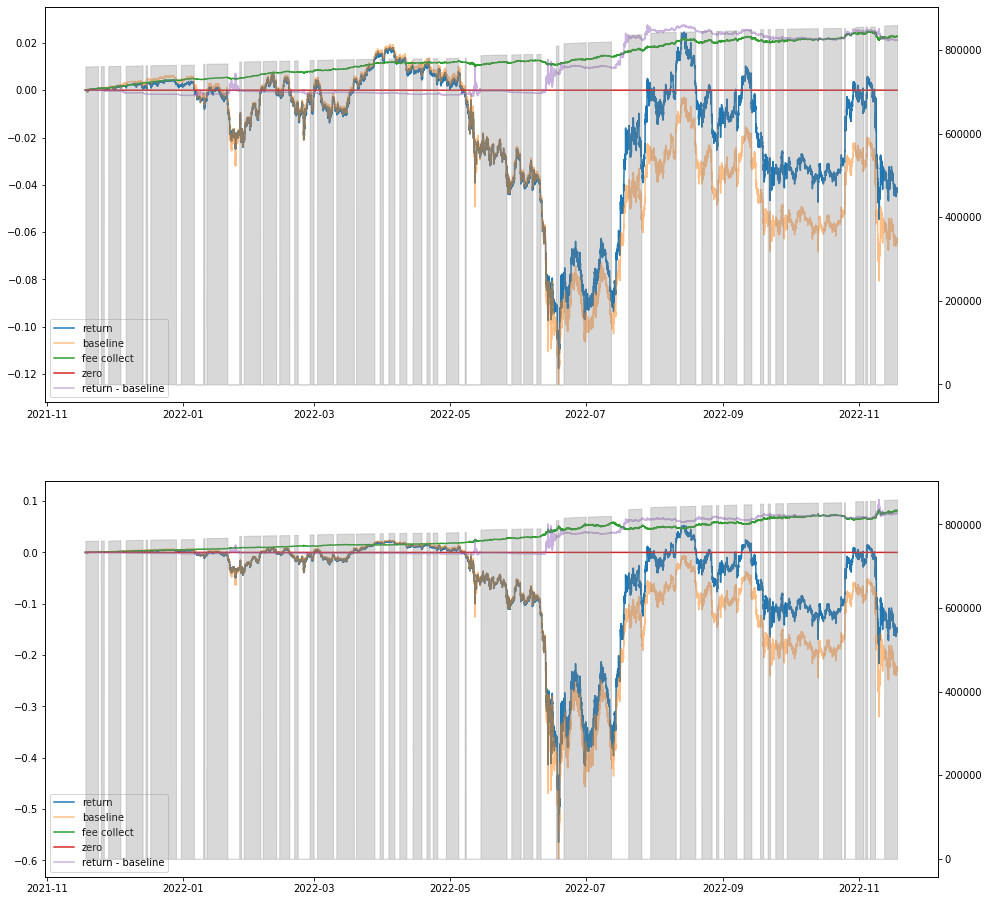 0.02
0.00
−0.02
−0.04
−0.06
−0.08
−0.10
−0.12
800000
600000
400000
200000
0
return
baseline
fee collect
zero
return - baseline
2021-11 2022-01 2022-03 2022-05 2022-07 2022-09 2022-11
0.1
0.0
−0.1
−0.2
−0.3
−0.4
−0.5
−0.6
800000
600000
400000
200000
0
return
baseline
fee collect
zero
return - baseline
2021-11 2022-01 2022-03 2022-05 2022-07 2022-09 2022-11